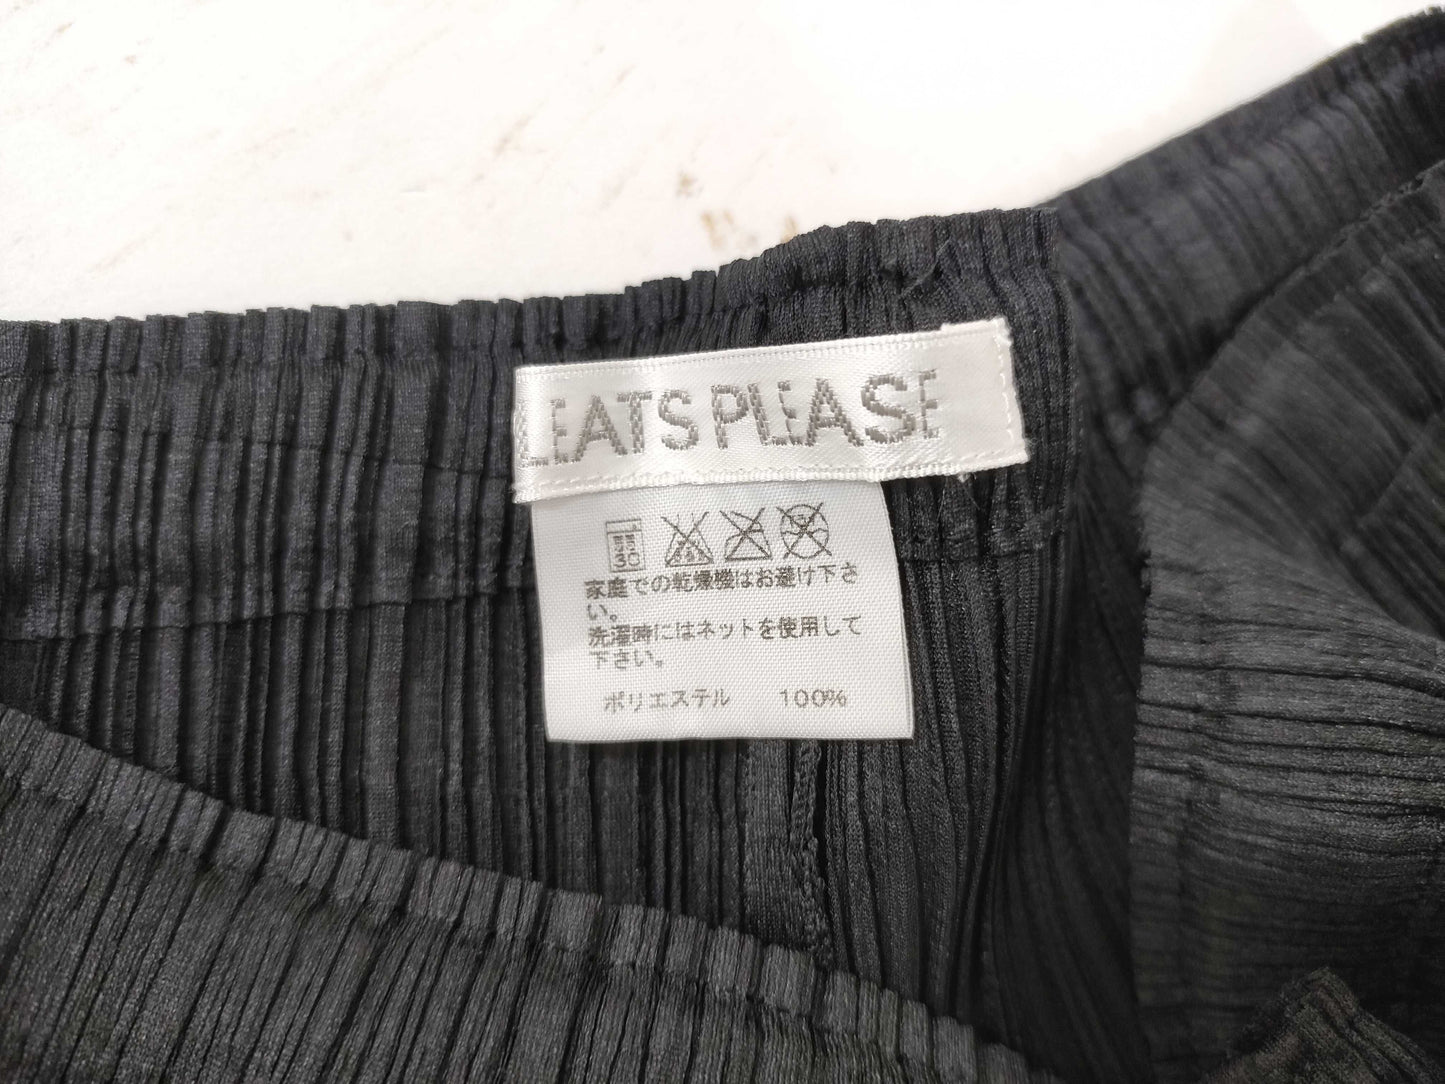 LEATS PLEASE
30
家庭での乾燥機はお避け下さ
い。
洗濯時にはネットを使用して
下さい。
ポリエステル 100%